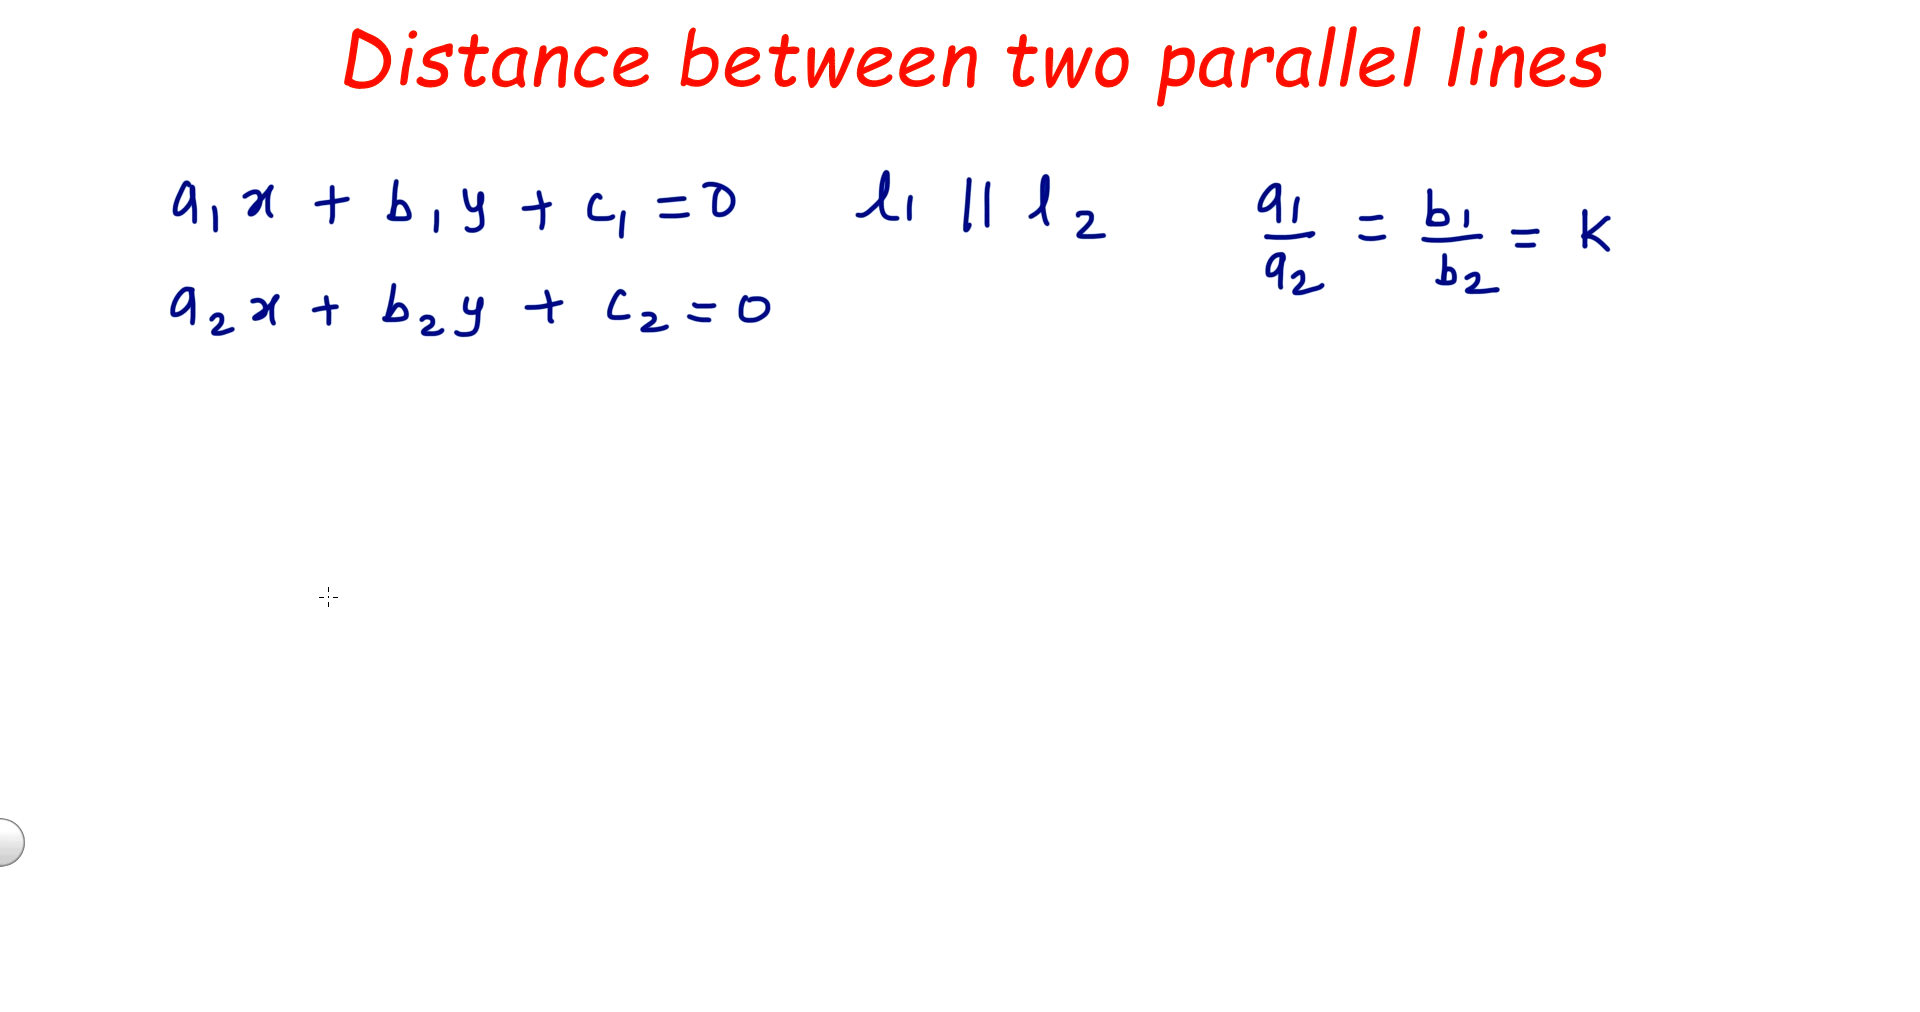 Distance between two parallel lines
a₁x + b₁y + c₁ = 0 l₁ || l₂ a₁/a₂ = b₁/b₂ = K
a₂x + b₂y + c₂ = 0